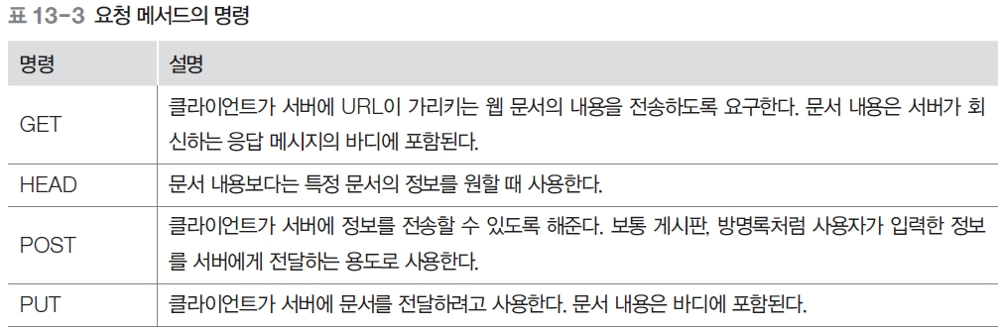 표 13-3 요청 메서드의 명령
명령 설명
GET 클라이언트가 서버에 URL이 가리키는 웹 문서의 내용을 전송하도록 요구한다. 문서 내용은 서버가 회
신하는 응답 메시지의 바디에 포함된다.
HEAD 문서 내용보다는 특정 문서의 정보를 원할 때 사용한다.
POST 클라이언트가 서버에 정보를 전송할 수 있도록 해준다. 보통 게시판, 방명록처럼 사용자가 입력한 정보
를 서버에게 전달하는 용도로 사용한다.
PUT 클라이언트가 서버에 문서를 전달하려고 사용한다. 문서 내용은 바디에 포함된다.